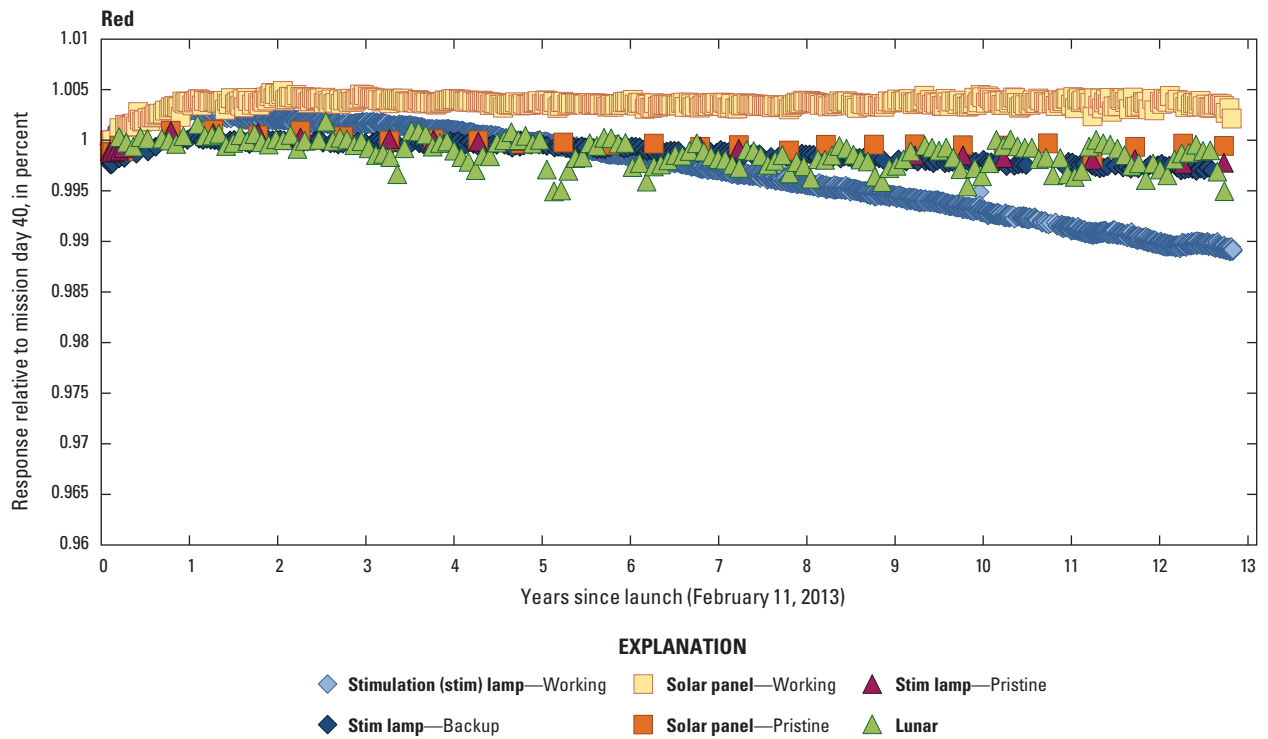 Red
1.01
1.005
1
0.995
0.99
0.985
0.98
0.975
0.97
0.965
0.96
Response relative to mission day 40, in percent
0 1 2 3 4 5 6 7 8 9 10 11 12 13
Years since launch (February 11, 2013)
EXPLANATION
Stimulation (stim) lamp—Working Solar panel—Working Stim lamp—Pristine
Stim lamp—Backup Solar panel—Pristine Lunar